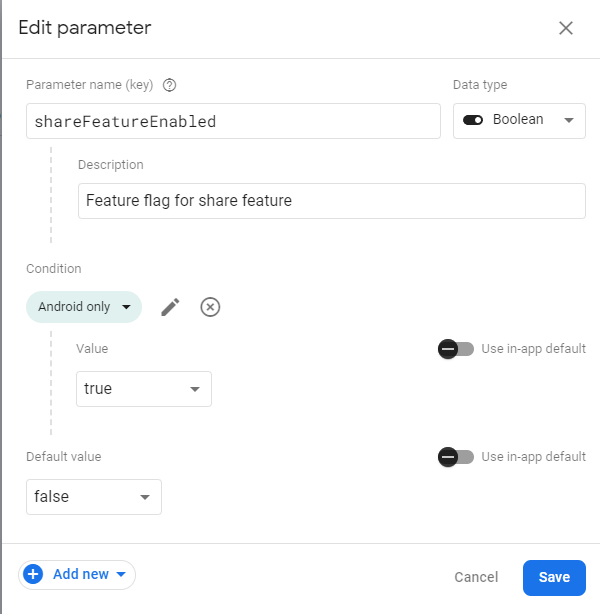 Edit parameter
Parameter name (key)
Data type
shareFeatureEnabled
Boolean
Description
Feature flag for share feature
Condition
Android only
Value
Use in-app default
true
Default value
Use in-app default
false
Add new
Cancel
Save